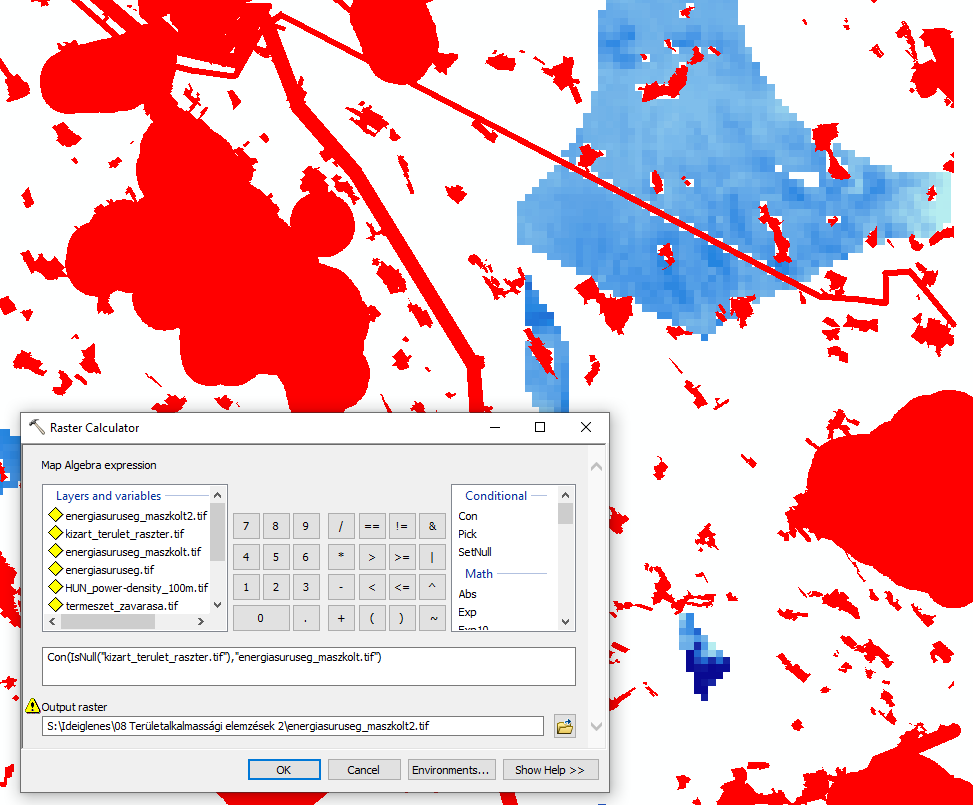 Raster Calculator
Map Algebra expression
Layers and variables
energiasuruseg_maszkolt2.tif
kizart_terulet_raszter.tif
energiasuruseg_maszkolt.tif
energiasuruseg.tif
HUN_power-density_100m.tif
termeszet_zavarasa.tif
7 8 9 / == != &
4 5 6 * > >= |
1 2 3 - < <= ^
0 . + ( ) ~
Conditional
Con
Pick
SetNull
Math
Abs
Exp
Exp10
Con(IsNull("kizart_terulet_raszter.tif"),"energiasuruseg_maszkolt.tif")
Output raster
S:\Ideiglenes\08 Területalkalmassági elemzések 2\energiasuruseg_maszkolt2.tif
OK Cancel Environments... Show Help >>